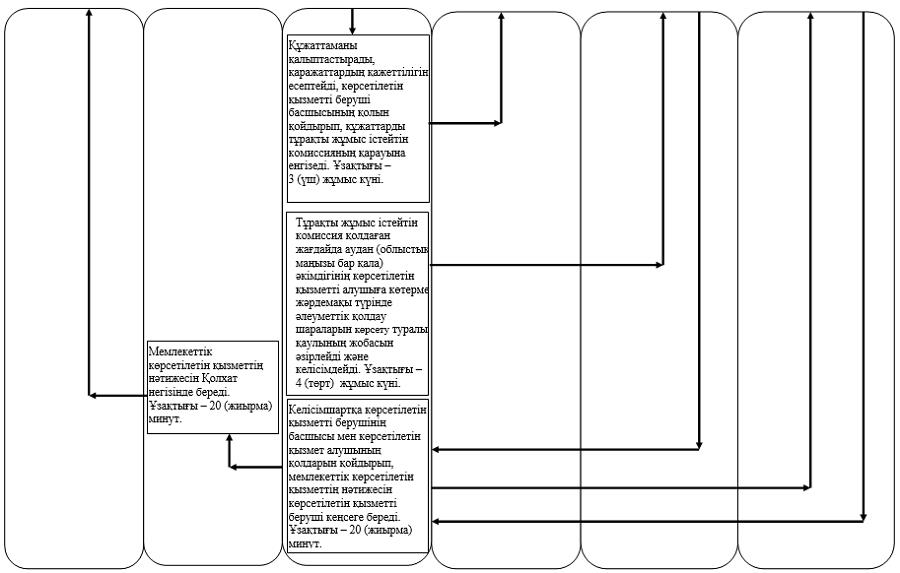 Құжаттаманы
қалыптастырады,
қаражаттардың қажеттілігін
есептейді, көрсетілетін
қызметті беруші
басшысының қолын
қойдырып, құжаттарды
тұрақты жұмыс істейтін
комиссияның қарауына
енгізеді. Ұзақтығы –
3 (үш) жұмыс күні.
Тұрақты жұмыс істейтін
комиссия қолдаған
жағдайда аудан (облыстық
маңызы бар қала)
әкімдігінің көрсетілетін
қызметті алушыға көтерме
жәрдемақы түрінде
әлеуметтік қолдау
шараларын көрсету туралы
қаулының жобасын
әзірлейді және
келісімдейді. Ұзақтығы –
4 (төрт) жұмыс күні.
Мемлекеттік
көрсетілетін қызметтің
нәтижесін Қолхат
негізінде береді.
Ұзақтығы – 20 (жиырма)
минут.
Келісімшартқа көрсетілетін
қызметті берушінің
басшысы мен көрсетілетін
қызмет алушының
қолдарын қойдырып,
мемлекеттік көрсетілетін
қызметтің нәтижесін
көрсетілетін қызметті
беруші кеңсеге береді.
Ұзақтығы – 20 (жиырма)
минут.